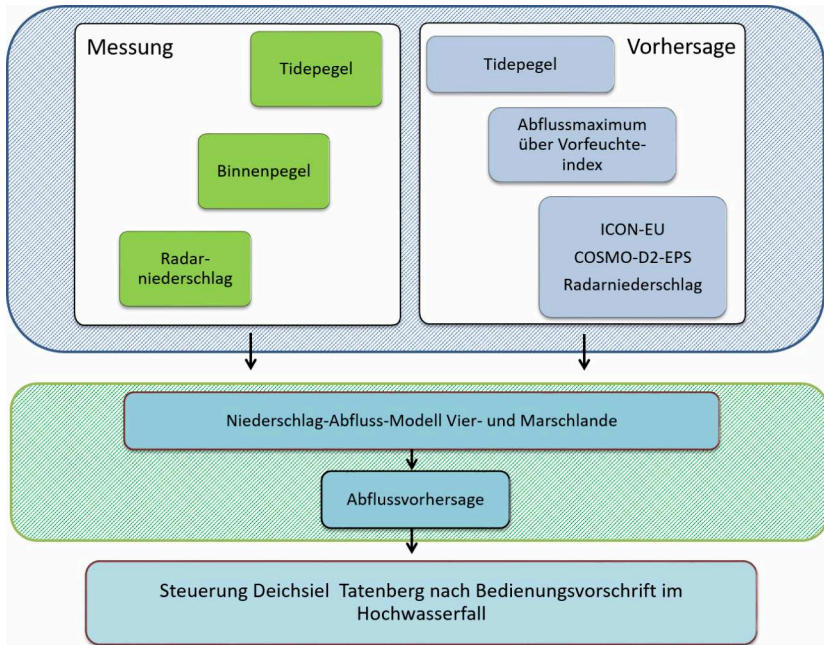 Messung
Tidepegel
Binnenpegel
Radar-
niederschlag
Vorhersage
Tidepegel
Abflussmaximum
über Vorfeuchte-
index
ICON-EU
COSMO-D2-EPS
Radarniederschlag
Niederschlag-Abfluss-Modell Vier- und Marschlande
Abflussvorhersage
Steuerung Deichsiel Tatenberg nach Bedienungsvorschrift im
Hochwasserfall